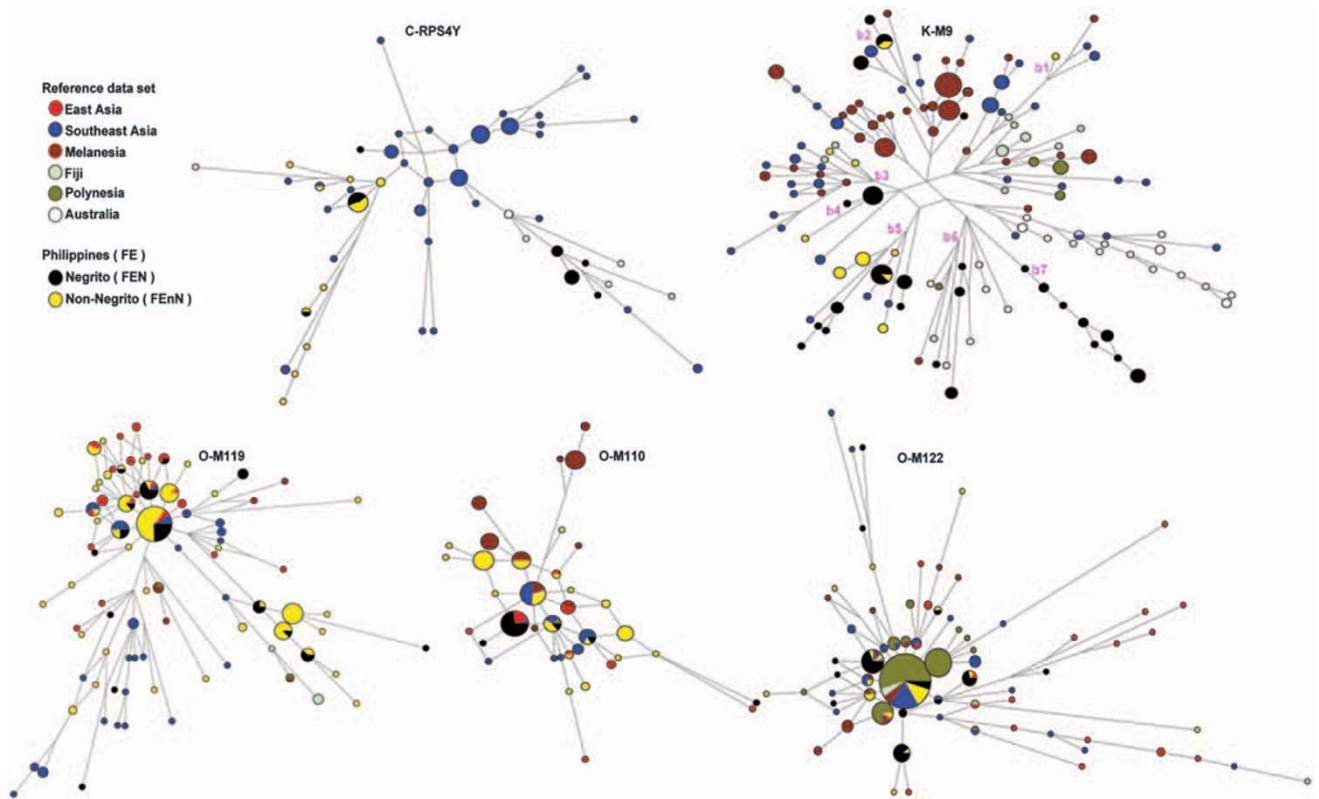 C-RPS4Y
K-M9
Reference data set
East Asia
Southeast Asia
Melanesia
Fiji
Polynesia
Australia
Philippines ( FE )
Negrito ( FEN )
Non-Negrito ( FEnN )
b2
b1
b3
b4
b5
b6
b7
O-M119
O-M110
O-M122